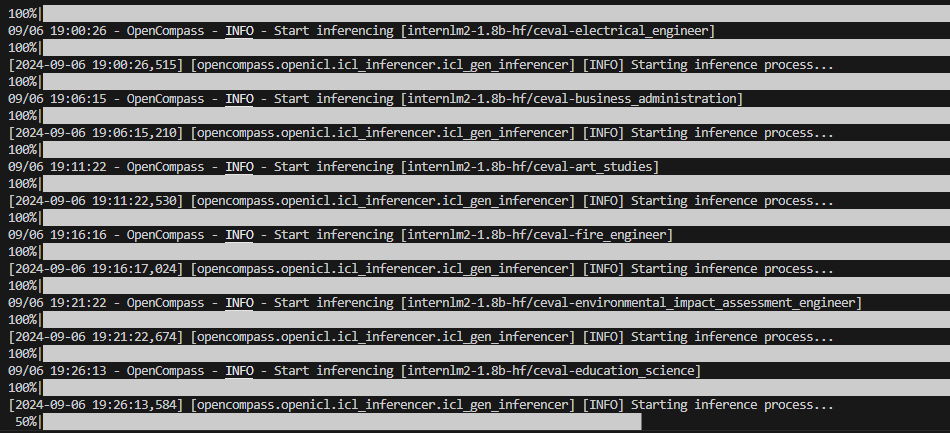 100%|
09/06 19:00:26 - OpenCompass - INFO - Start inferencing [internlm2-1.8b-hf/ceval-electrical_engineer]
100%|
[2024-09-06 19:00:26,515] [opencompass.openicl.icl_inferencer.icl_gen_inferencer] [INFO] Starting inference process...
100%|
09/06 19:06:15 - OpenCompass - INFO - Start inferencing [internlm2-1.8b-hf/ceval-business_administration]
100%|
[2024-09-06 19:06:15,210] [opencompass.openicl.icl_inferencer.icl_gen_inferencer] [INFO] Starting inference process...
100%|
09/06 19:11:22 - OpenCompass - INFO - Start inferencing [internlm2-1.8b-hf/ceval-art_studies]
100%|
[2024-09-06 19:11:22,530] [opencompass.openicl.icl_inferencer.icl_gen_inferencer] [INFO] Starting inference process...
100%|
09/06 19:16:16 - OpenCompass - INFO - Start inferencing [internlm2-1.8b-hf/ceval-fire_engineer]
100%|
[2024-09-06 19:16:17,024] [opencompass.openicl.icl_inferencer.icl_gen_inferencer] [INFO] Starting inference process...
100%|
09/06 19:21:22 - OpenCompass - INFO - Start inferencing [internlm2-1.8b-hf/ceval-environmental_impact_assessment_engineer]
100%|
[2024-09-06 19:21:22,674] [opencompass.openicl.icl_inferencer.icl_gen_inferencer] [INFO] Starting inference process...
100%|
09/06 19:26:13 - OpenCompass - INFO - Start inferencing [internlm2-1.8b-hf/ceval-education_science]
100%|
[2024-09-06 19:26:13,584] [opencompass.openicl.icl_inferencer.icl_gen_inferencer] [INFO] Starting inference process...
50%|